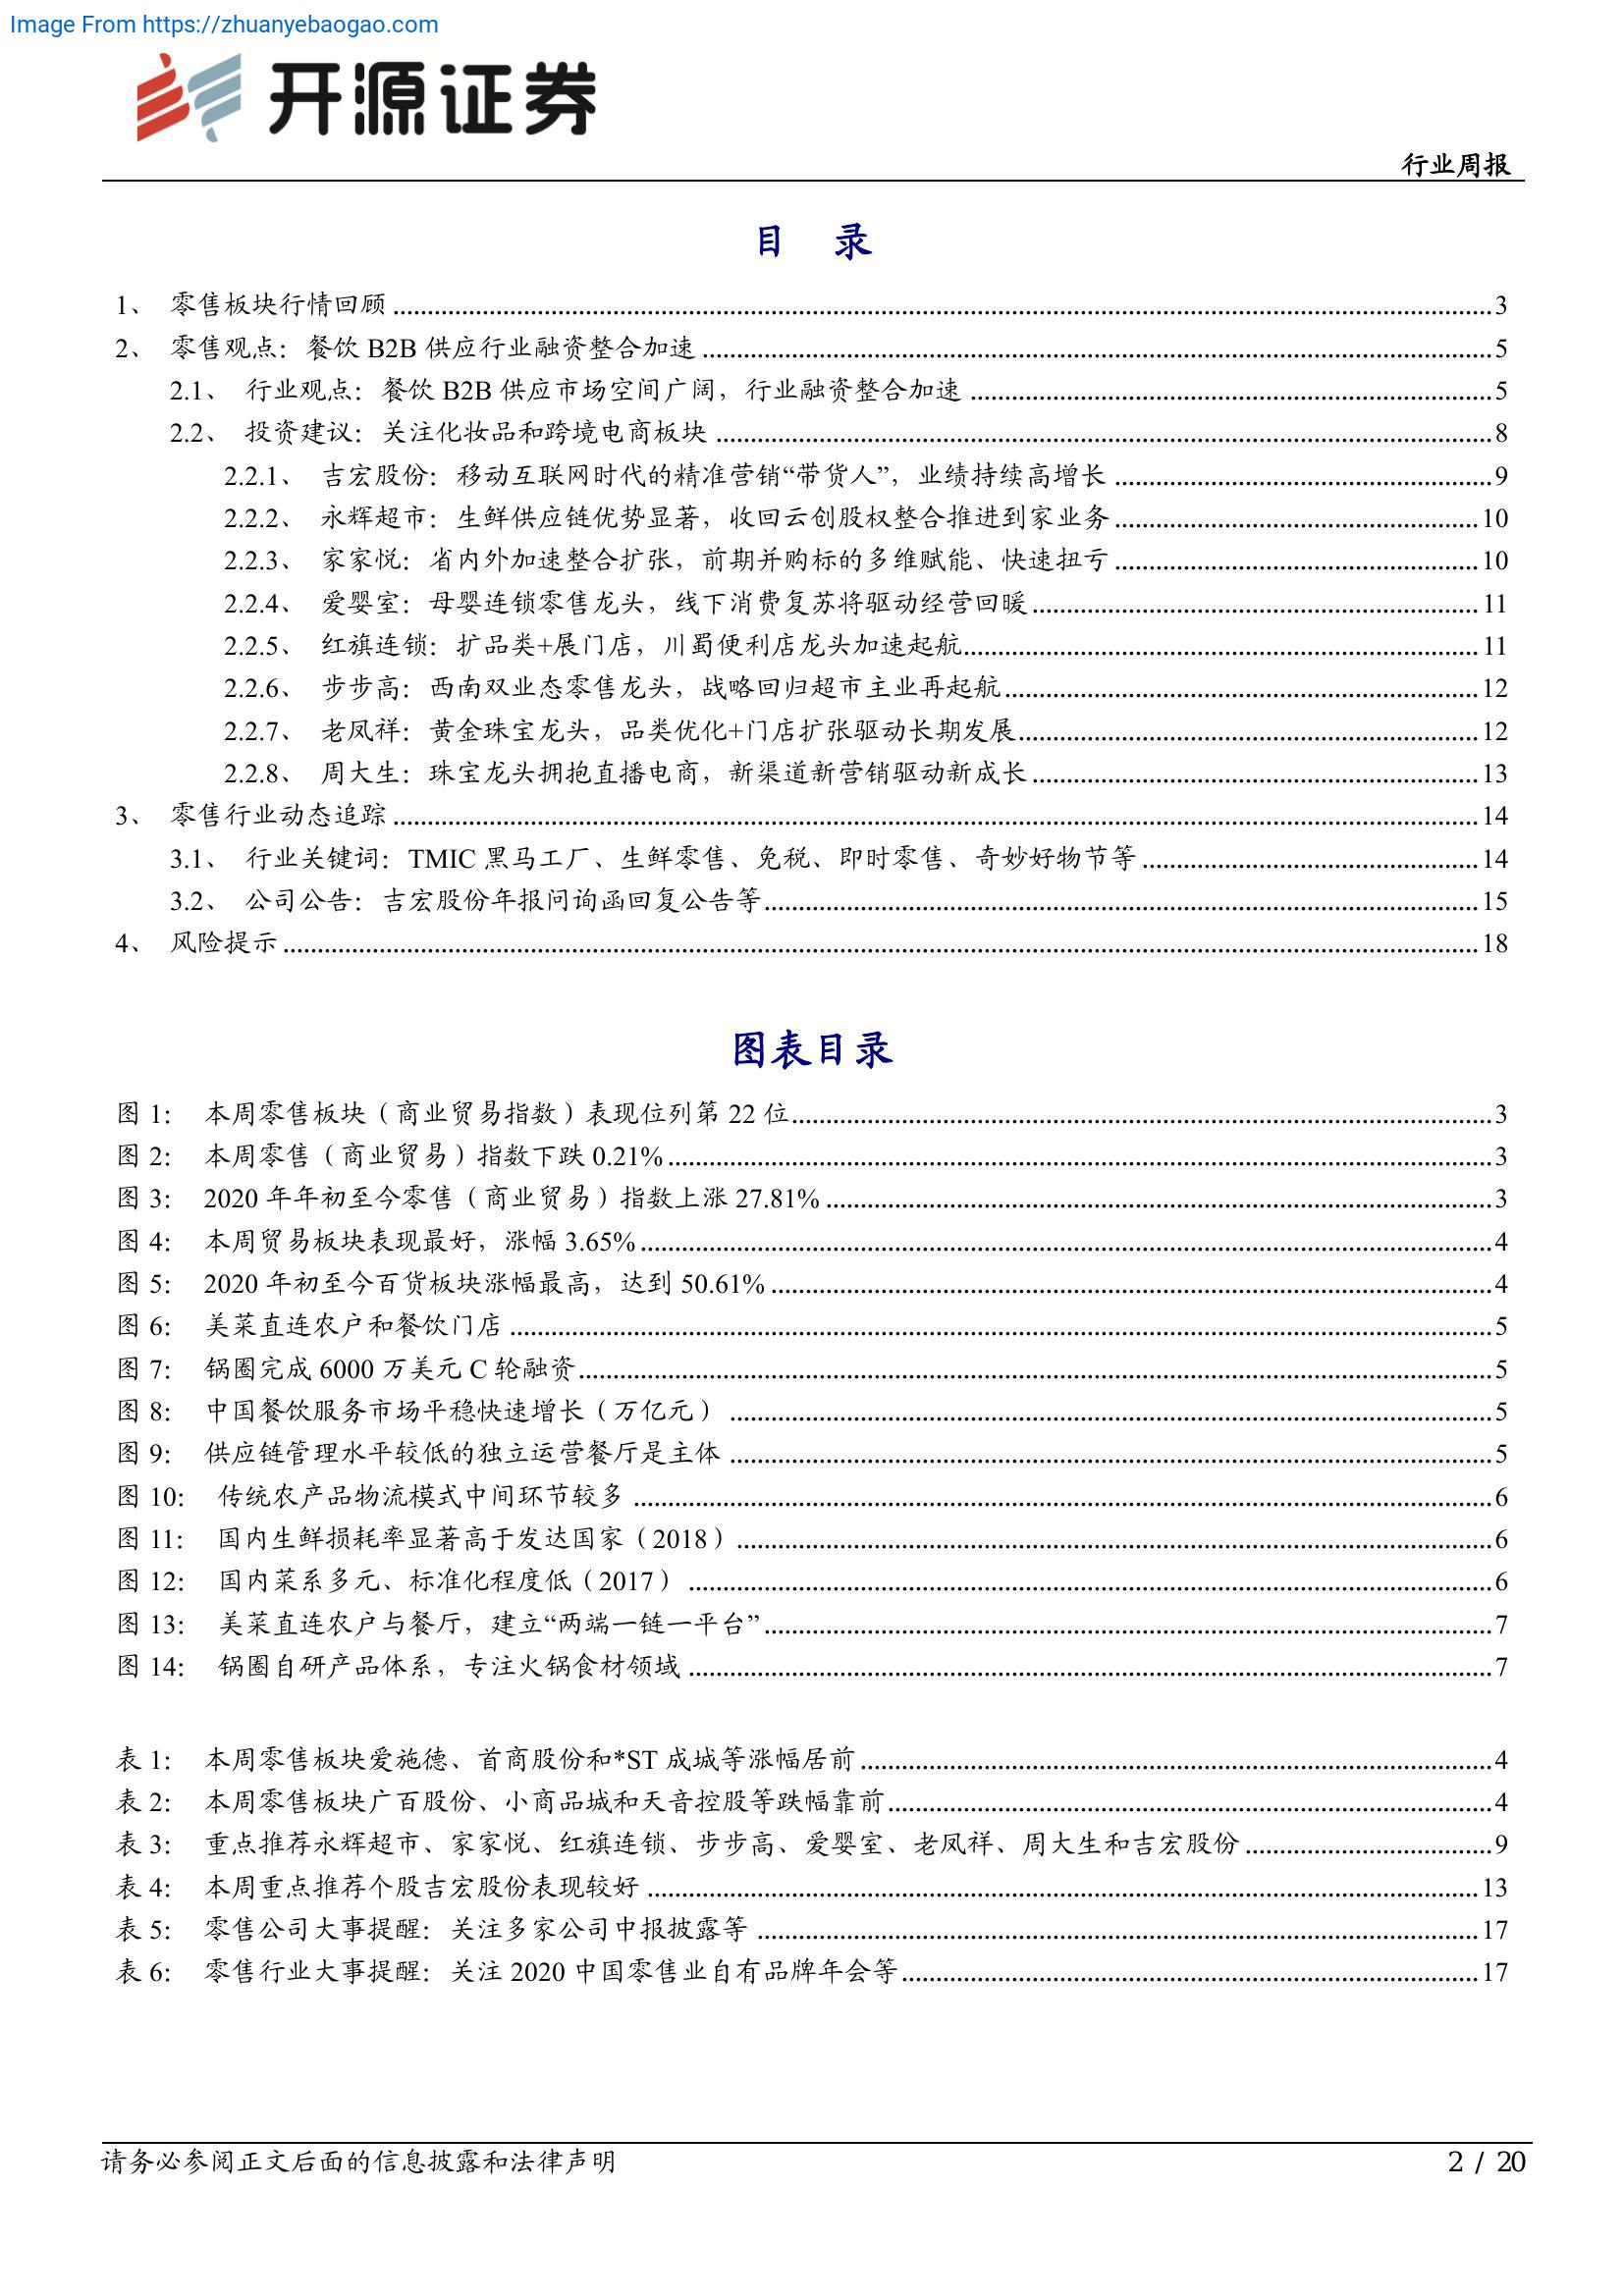 Image From https://zhuanyebaogao.com
开源证券
行业周报
目 录
1、 零售板块行情回顾 ........ 3
2、 零售观点：餐饮 B2B 供应行业融资整合加速 ........ 5
2.1、 行业观点：餐饮 B2B 供应市场空间广阔，行业融资整合加速 ........ 5
2.2、 投资建议：关注化妆品和跨境电商板块 ........ 8
2.2.1、 吉宏股份：移动互联网时代的精准营销“带货人”，业绩持续高增长 ........ 9
2.2.2、 永辉超市：生鲜供应链优势显著，收回云创股权整合推进到家业务 ........ 10
2.2.3、 家家悦：省内外加速整合扩张，前期并购标的多维赋能、快速扭亏 ........ 10
2.2.4、 爱婴室：母婴连锁零售龙头，线下消费复苏将驱动经营回暖 ........ 11
2.2.5、 红旗连锁：扩品类+展门店，川蜀便利店龙头加速起航 ........ 11
2.2.6、 步步高：西南双业态零售龙头，战略回归超市主业再起航 ........ 12
2.2.7、 老凤祥：黄金珠宝龙头，品类优化+门店扩张驱动长期发展 ........ 12
2.2.8、 周大生：珠宝龙头拥抱直播电商，新渠道新营销驱动新成长 ........ 13
3、 零售行业动态追踪 ........ 14
3.1、 行业关键词：TMIC 黑马工厂、生鲜零售、免税、即时零售、奇妙好物节等 ........ 14
3.2、 公司公告：吉宏股份年报问询函回复公告等 ........ 15
4、 风险提示 ........ 18
图表目录
图 1： 本周零售板块（商业贸易指数）表现位列第 22 位 ........ 3
图 2： 本周零售（商业贸易）指数下跌 0.21% ........ 3
图 3： 2020 年年初至今零售（商业贸易）指数上涨 27.81% ........ 3
图 4： 本周贸易板块表现最好，涨幅 3.65% ........ 4
图 5： 2020 年初至今百货板块涨幅最高，达到 50.61% ........ 4
图 6： 美菜直连农户和餐饮门店 ........ 5
图 7： 锅圈完成 6000 万美元 C 轮融资 ........ 5
图 8： 中国餐饮服务市场平稳快速增长（万亿元） ........ 5
图 9： 供应链管理水平较低的独立运营餐厅是主体 ........ 5
图 10： 传统农产品物流模式中间环节较多 ........ 6
图 11： 国内生鲜损耗率显著高于发达国家（2018） ........ 6
图 12： 国内菜系多元、标准化程度低（2017） ........ 6
图 13： 美菜直连农户与餐厅，建立“两端一链一平台” ........ 7
图 14： 锅圈自研产品体系，专注火锅食材领域 ........ 7
表 1： 本周零售板块爱施德、首商股份和*ST 成城等涨幅居前 ........ 4
表 2： 本周零售板块广百股份、小商品城和天音控股等跌幅靠前 ........ 4
表 3： 重点推荐永辉超市、家家悦、红旗连锁、步步高、爱婴室、老凤祥、周大生和吉宏股份 ........ 9
表 4： 本周重点推荐个股吉宏股份表现较好 ........ 13
表 5： 零售公司大事提醒：关注多家公司中报披露等 ........ 17
表 6： 零售行业大事提醒：关注 2020 中国零售业自有品牌年会等 ........ 17
请务必参阅正文后面的信息披露和法律声明
2 / 20